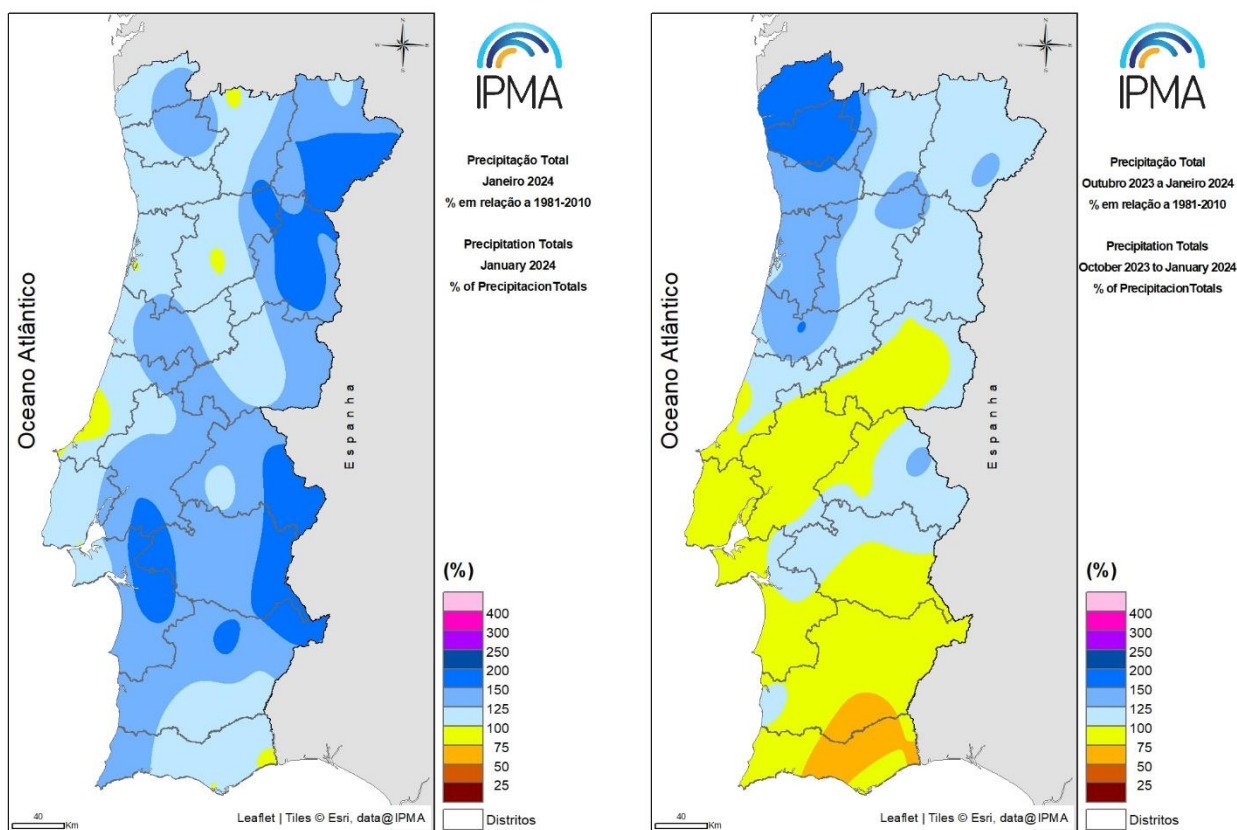 N
W
E
S
IPMA
Precipitação Total
Janeiro 2024
% em relação a 1981-2010
Precipitation Totals
January 2024
% of Precipitacion Totals
Oceano Atlântico
Espanha
(%)
400
300
250
200
150
125
100
75
50
25
Distritos
40
Km
Leaflet | Tiles © Esri, data@IPMA
N
W
E
S
IPMA
Precipitação Total
Outubro 2023 a Janeiro 2024
% em relação a 1981-2010
Precipitation Totals
October 2023 to January 2024
% of Precipitacion Totals
Oceano Atlântico
Espanha
(%)
400
300
250
200
150
125
100
75
50
25
Distritos
40
Km
Leaflet | Tiles © Esri, data@IPMA